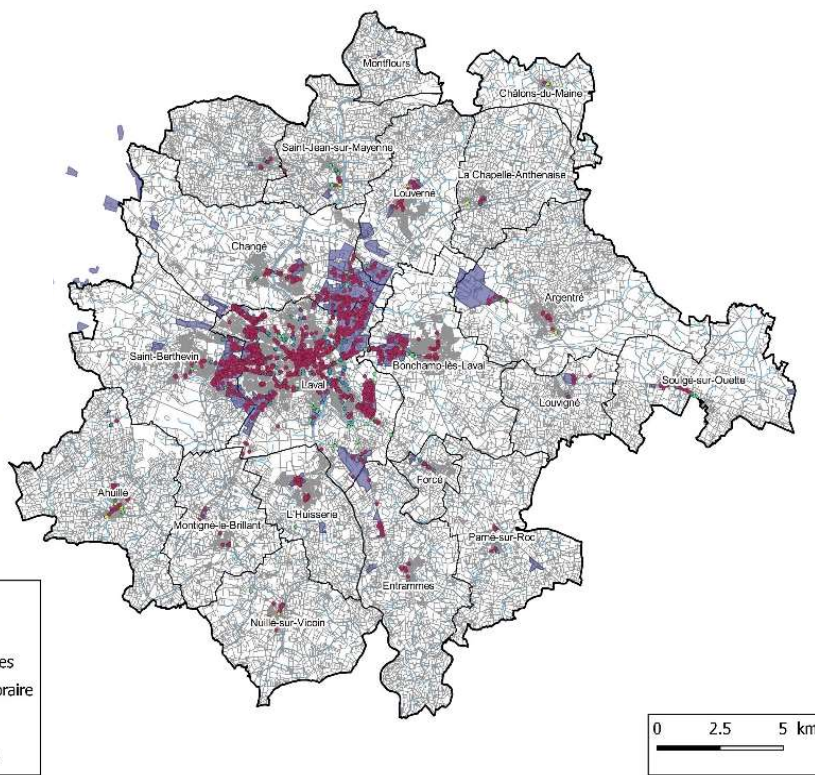 Montflours
Châlons-du-Maine
Saint-Jean-sur-Mayenne
La Chapelle-Anthenaise
Louverné
Changé
Argentré
Saint-Berthevin
Bonchamp-lès-Laval
Laval
Soulgé-sur-Ouette
Louvigné
Ahuillé
Forcé
L'Huisserie
Montigné-le-Brillant
Parné-sur-Roc
Entrammes
Nuillé-sur-Vicoin
es
oraire
0 2.5 5 km